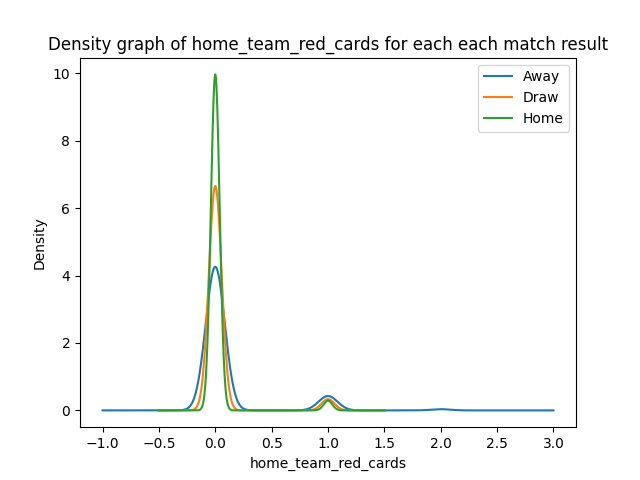 Density graph of home_team_red_cards for each each match result
10
8
6
4
2
0
Density
Away
Draw
Home
−1.0 −0.5 0.0 0.5 1.0 1.5 2.0 2.5 3.0
home_team_red_cards